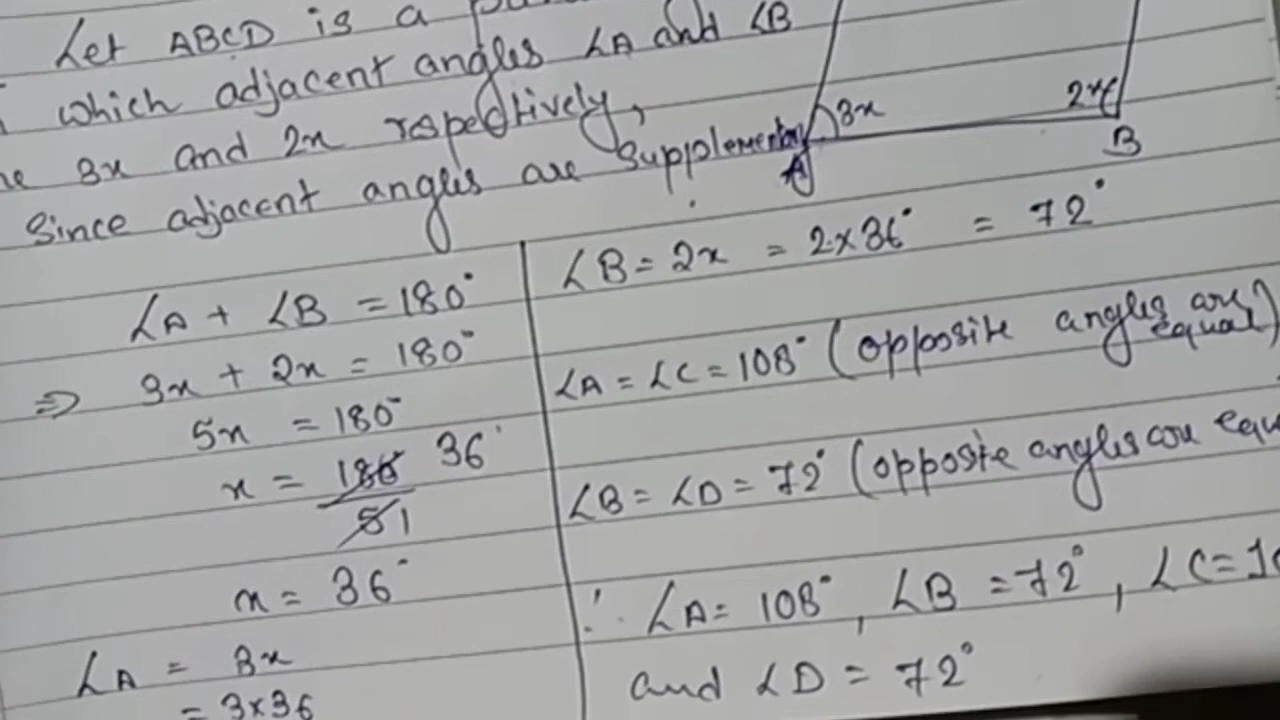 Let ABCD is a
which adjacent angles ∠A and ∠B
3x and 2x respectively,
Since adjacent angles are supplementary
∠A + ∠B = 180°
⇒ 3x + 2x = 180°
5x = 180°
x = 180 36°
5 1
x = 36°
∠A = 3x
= 3×36
3x
2x
A
B
∠B = 2x = 2×36° = 72°
∠A = ∠C = 108° (opposite angles are equal)
∠B = ∠D = 72° (opposite angles are
∴ ∠A = 108°, ∠B = 72°, ∠C =
and ∠D = 72°